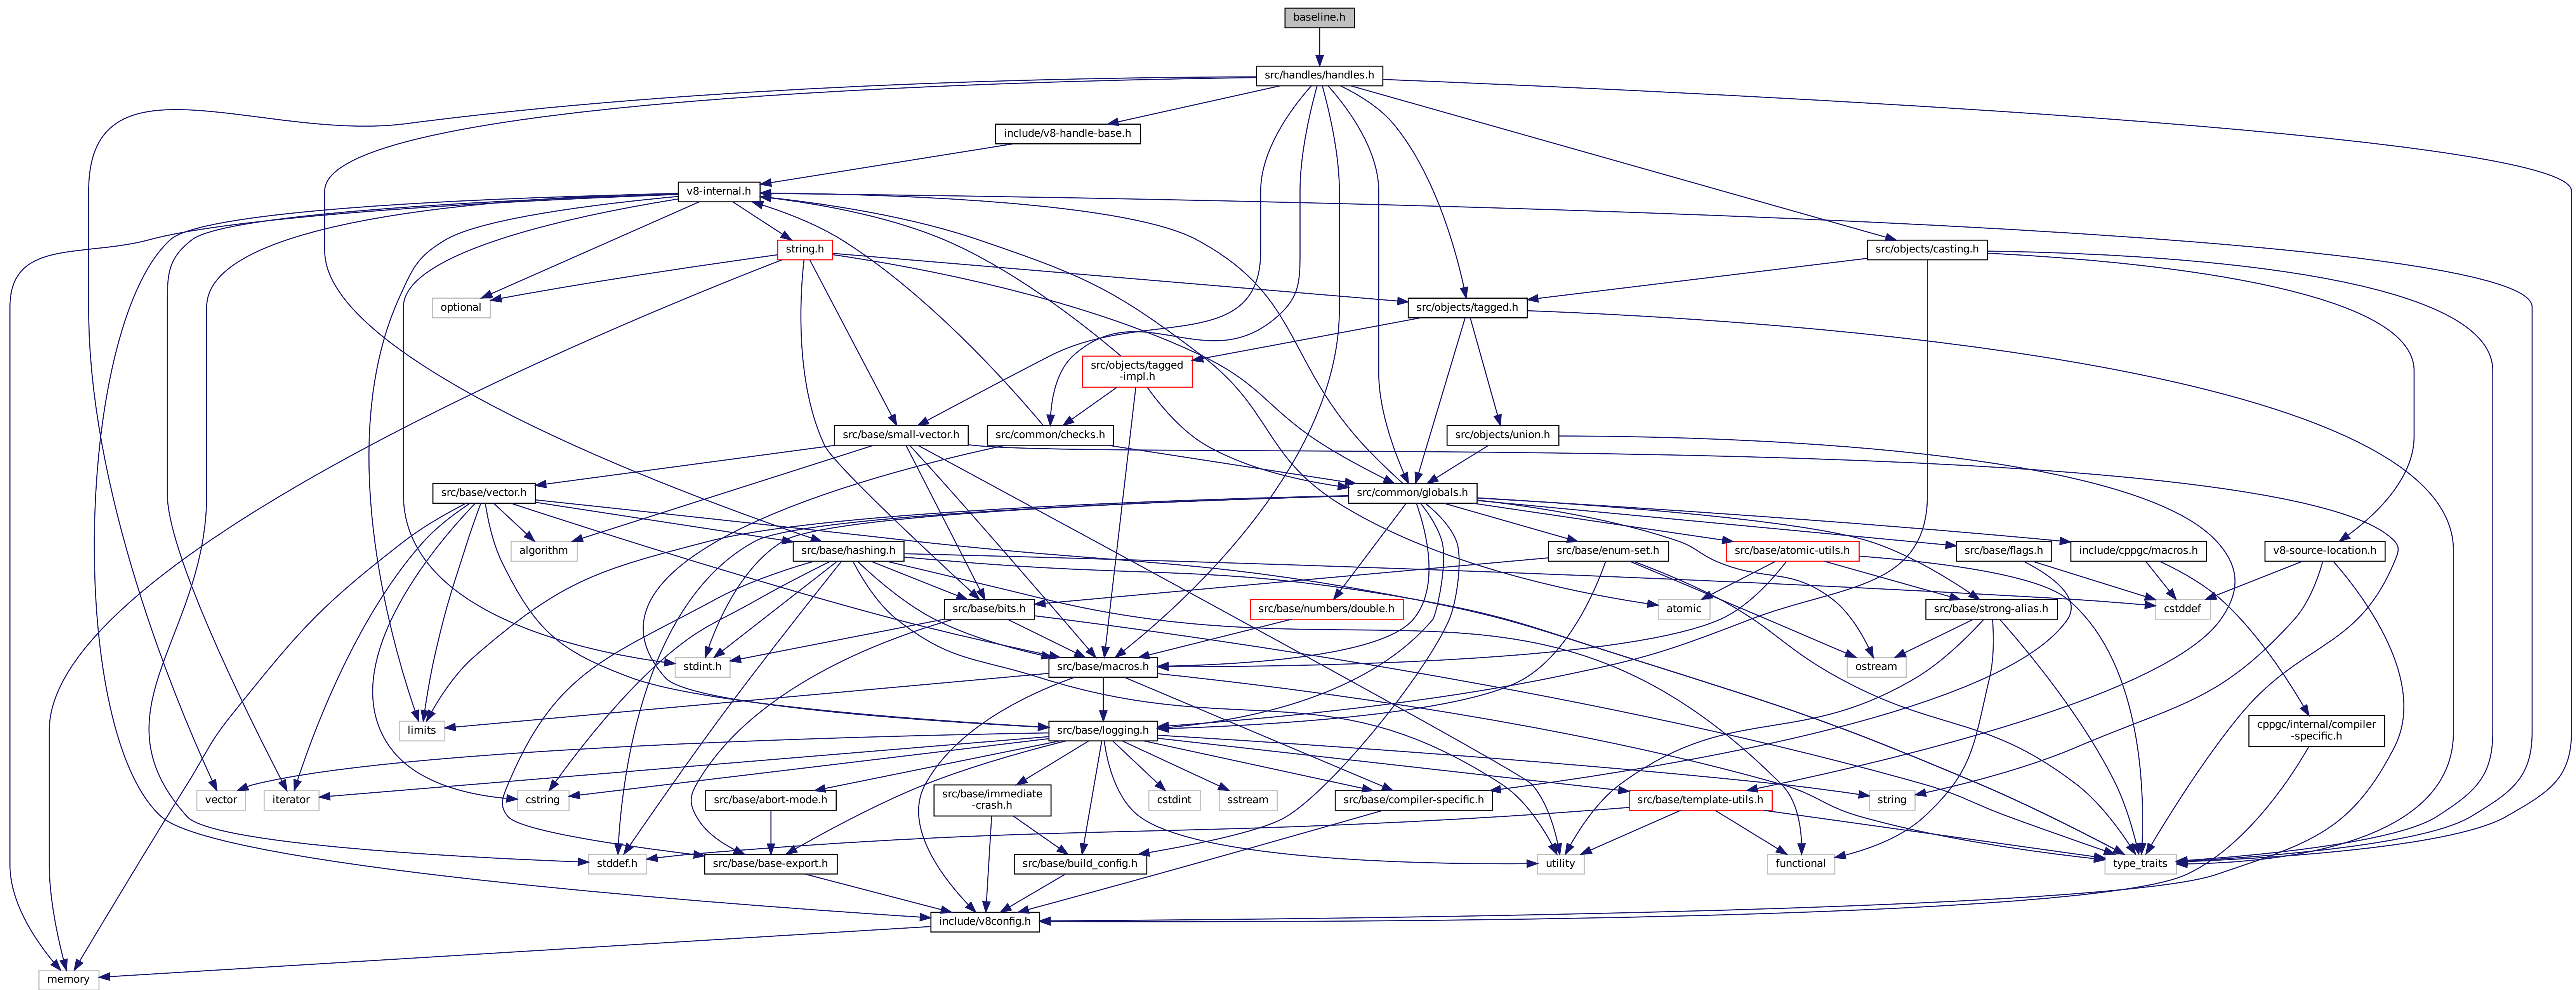 baseline.h
src/handles/handles.h
include/v8-handle-base.h
v8-internal.h
string.h
src/objects/casting.h
optional
src/objects/tagged.h
src/objects/tagged
-impl.h
src/base/small-vector.h
src/common/checks.h
src/objects/union.h
src/base/vector.h
src/common/globals.h
algorithm
src/base/hashing.h
src/base/enum-set.h
src/base/atomic-utils.h
src/base/flags.h
include/cppgc/macros.h
v8-source-location.h
src/base/bits.h
src/base/numbers/double.h
atomic
src/base/strong-alias.h
cstddef
stdint.h
src/base/macros.h
ostream
limits
src/base/logging.h
cppgc/internal/compiler
-specific.h
vector
iterator
cstring
src/base/abort-mode.h
src/base/immediate
-crash.h
cstdint
sstream
src/base/compiler-specific.h
src/base/template-utils.h
string
stddef.h
src/base/base-export.h
src/base/build_config.h
utility
functional
type_traits
include/v8config.h
memory